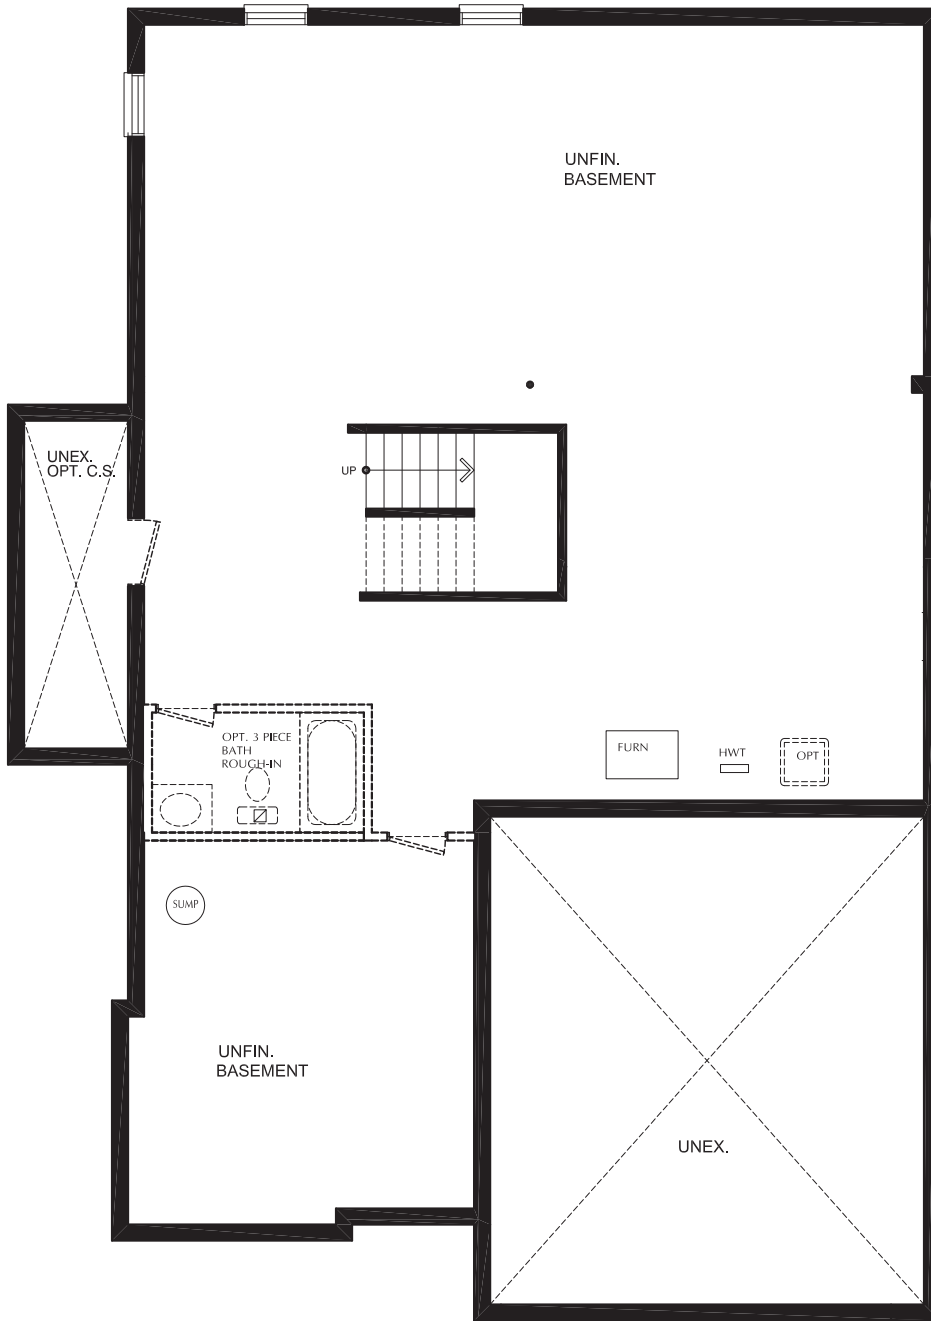 UNFIN.
BASEMENT
UNEX.
OPT. C.S.
UP
OPT. 3 PIECE
BATH
ROUGH-IN
FURN
HWT
OPT
SUMP
UNFIN.
BASEMENT
UNEX.